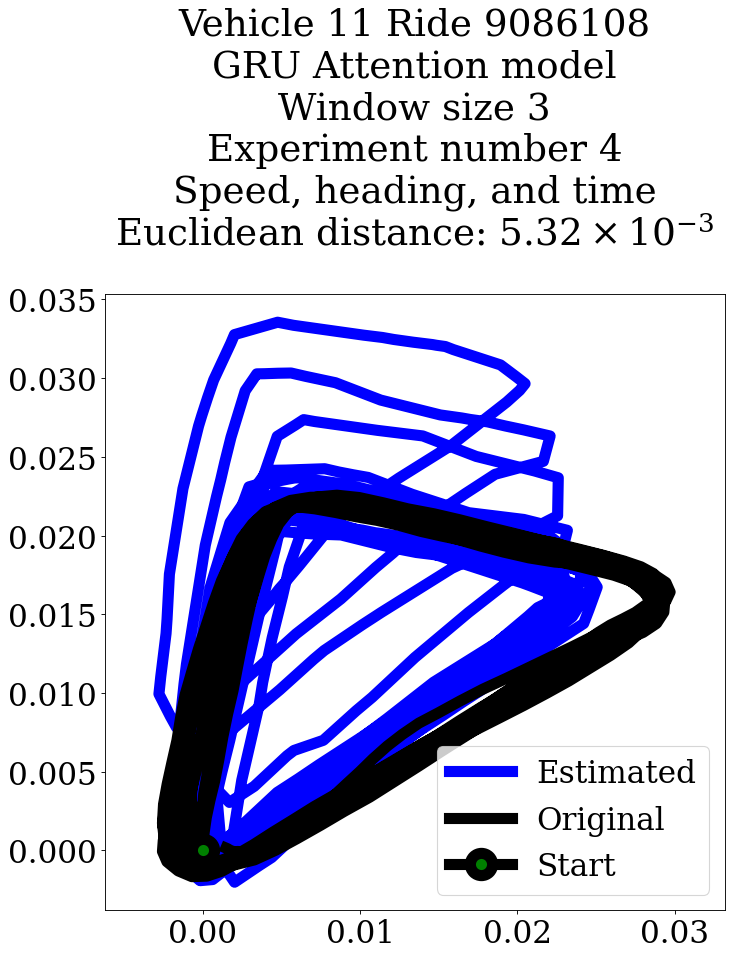 Vehicle 11 Ride 9086108
GRU Attention model
Window size 3
Experiment number 4
Speed, heading, and time
Euclidean distance: 5.32 × 10⁻³
0.035
0.030
0.025
0.020
0.015
0.010
0.005
0.000
Estimated
Original
Start
0.00 0.01 0.02 0.03